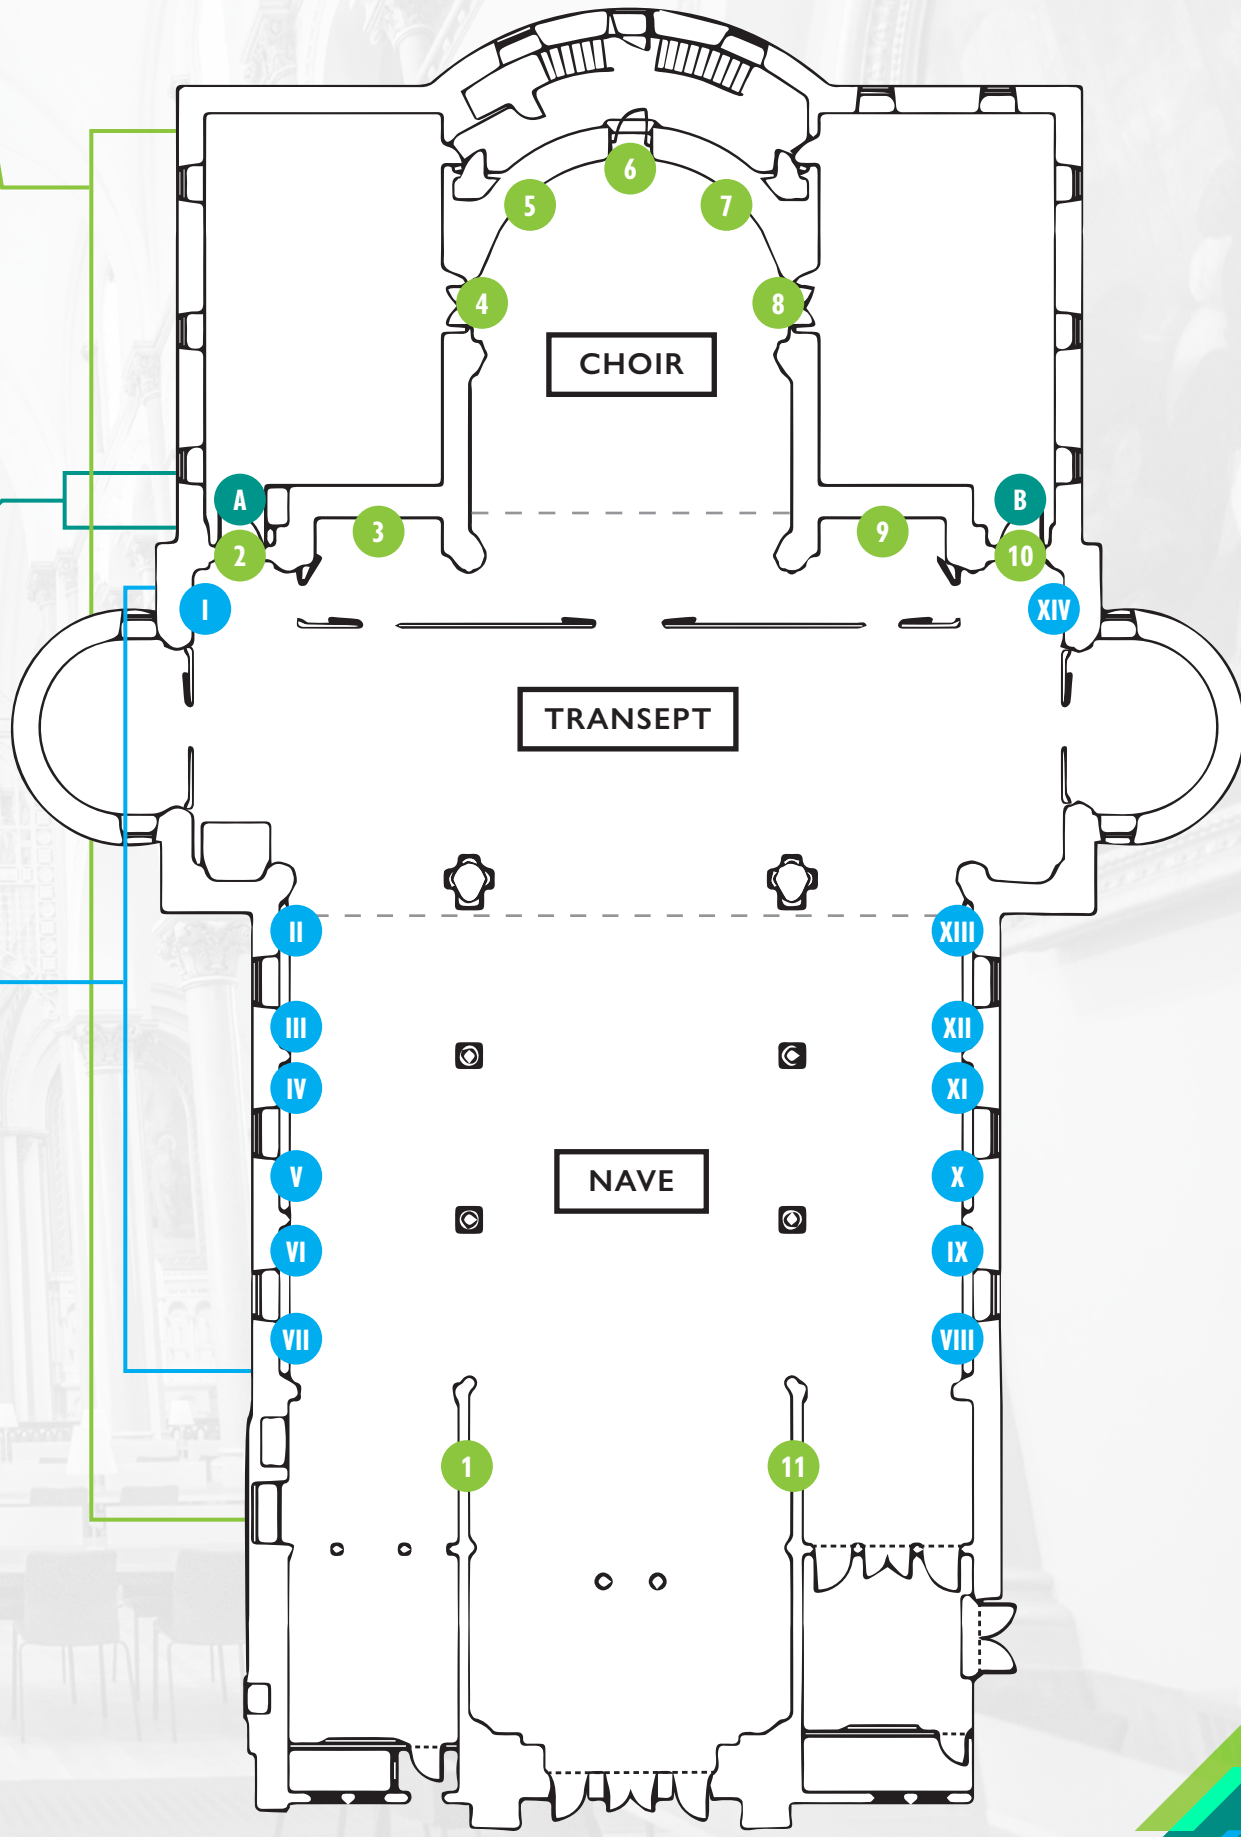 6
5 7
4 8
CHOIR
A B
3 9
2 10
I XIV
TRANSEPT
II XIII
III XII
IV XI
V X
NAVE
VI IX
VII VIII
1 11